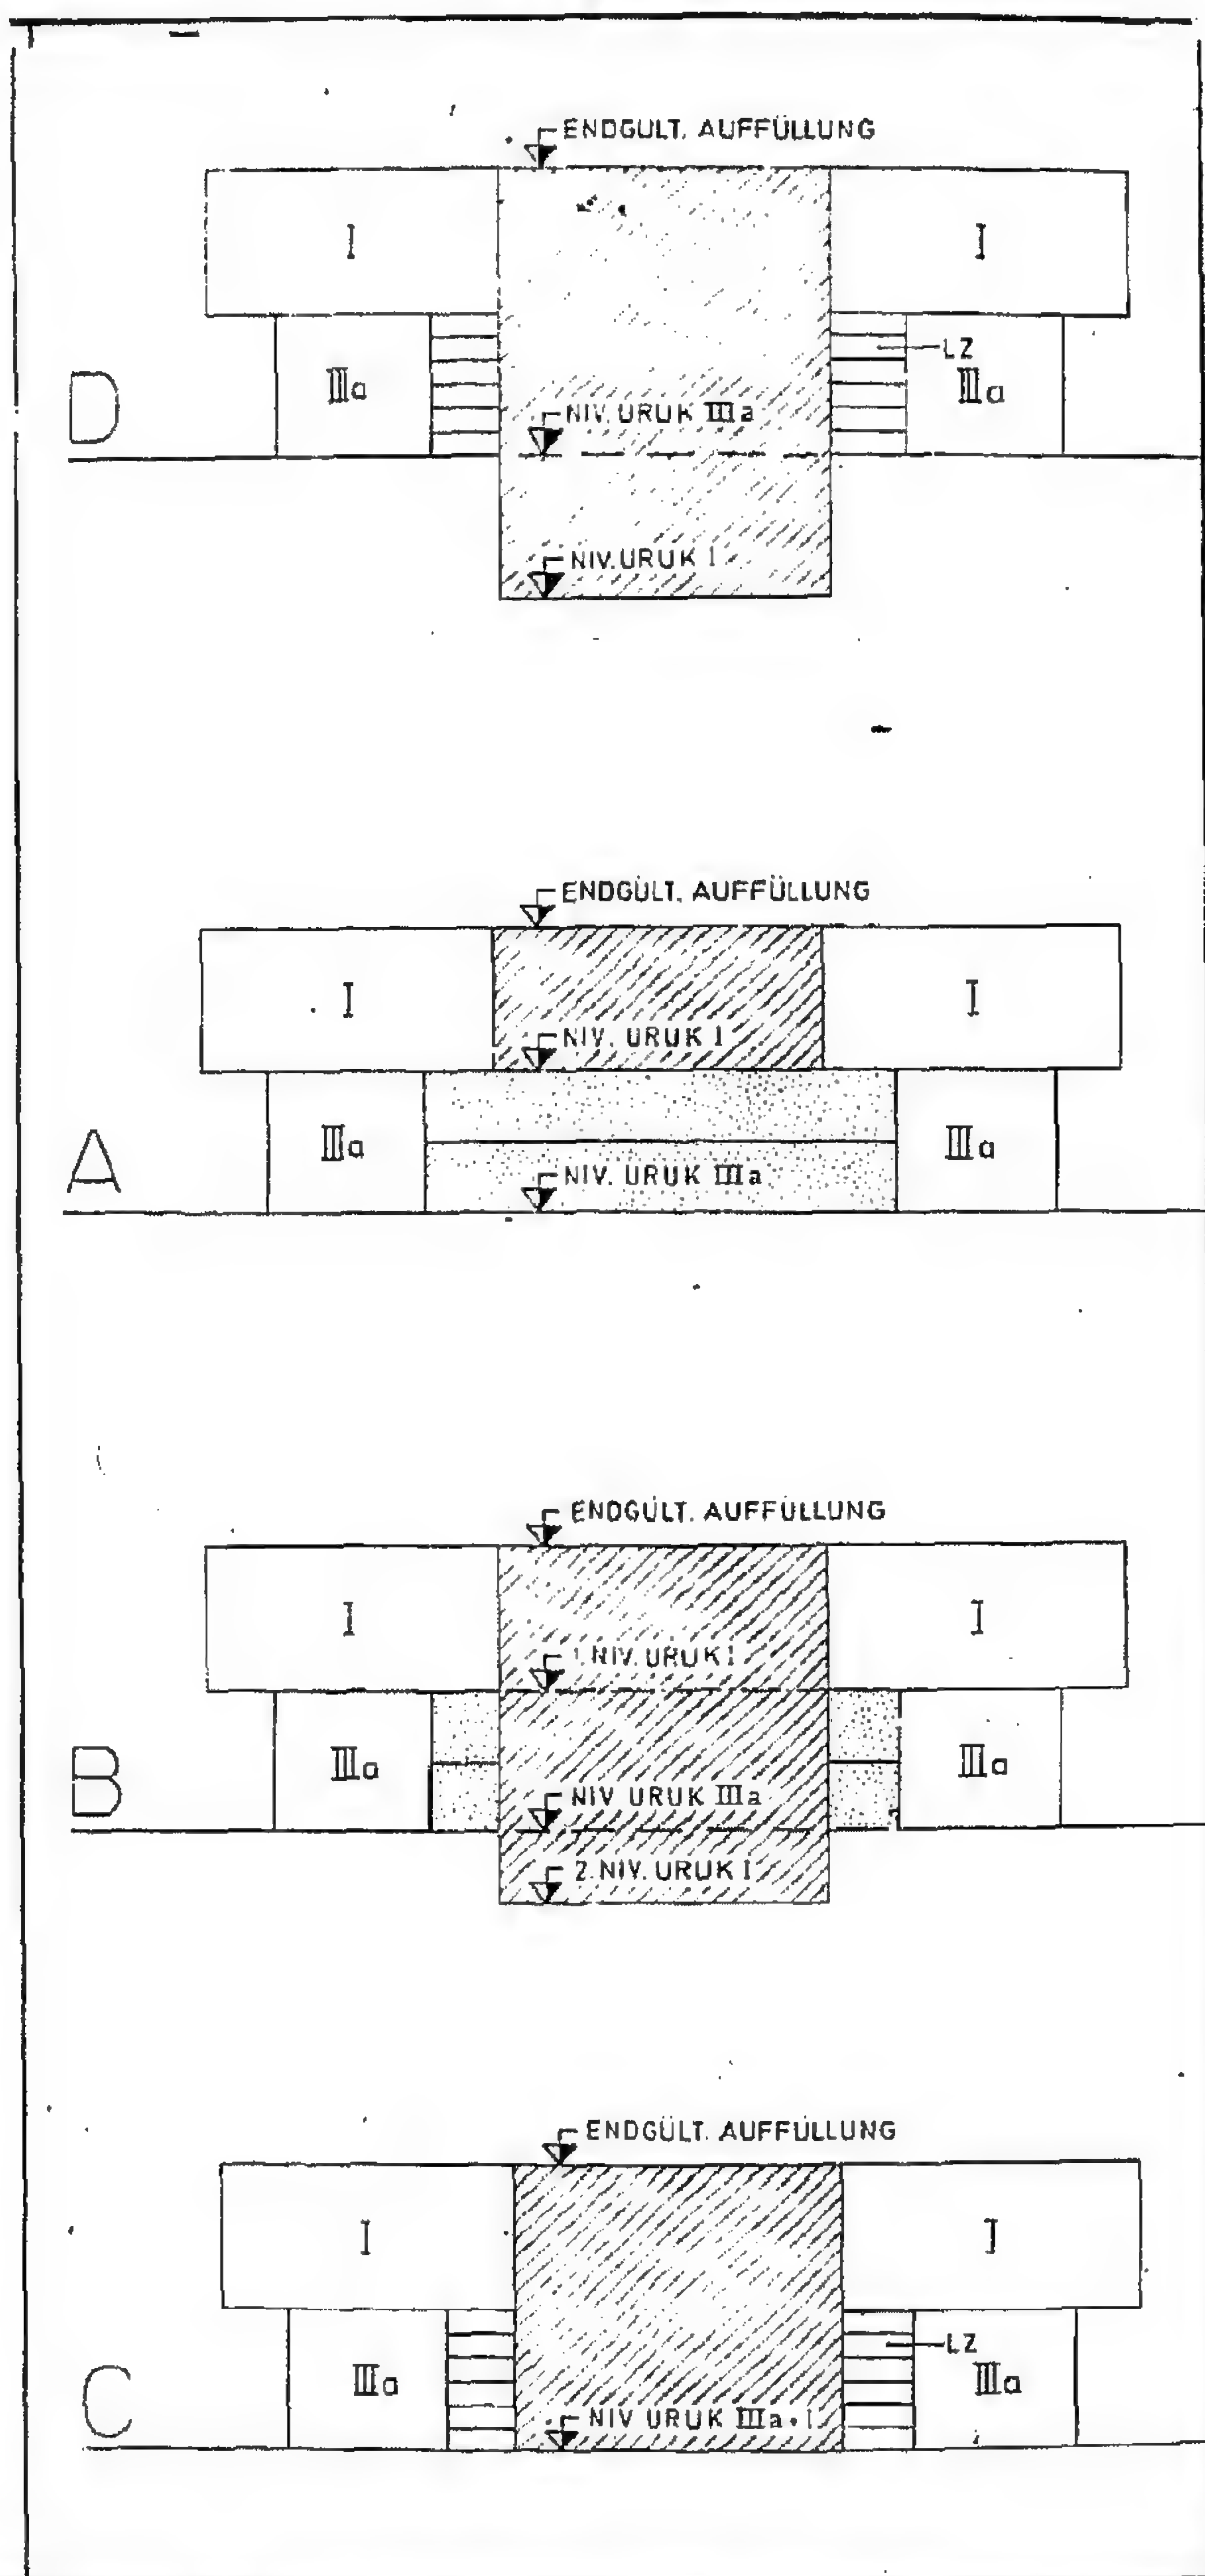 ENDGÜLT. AUFFÜLLUNG
I I
LZ
IIIa IIIa
D
NIV. URUK IIIa
NIV. URUK I
ENDGÜLT. AUFFÜLLUNG
I I
NIV. URUK I
IIIa IIIa
A
NIV. URUK IIIa
ENDGÜLT. AUFFÜLLUNG
I I
1. NIV. URUK I
IIIa IIIa
B
NIV URUK IIIa
2. NIV. URUK I
ENDGÜLT. AUFFÜLLUNG
I I
LZ
IIIa IIIa
C
NIV URUK IIIa + I